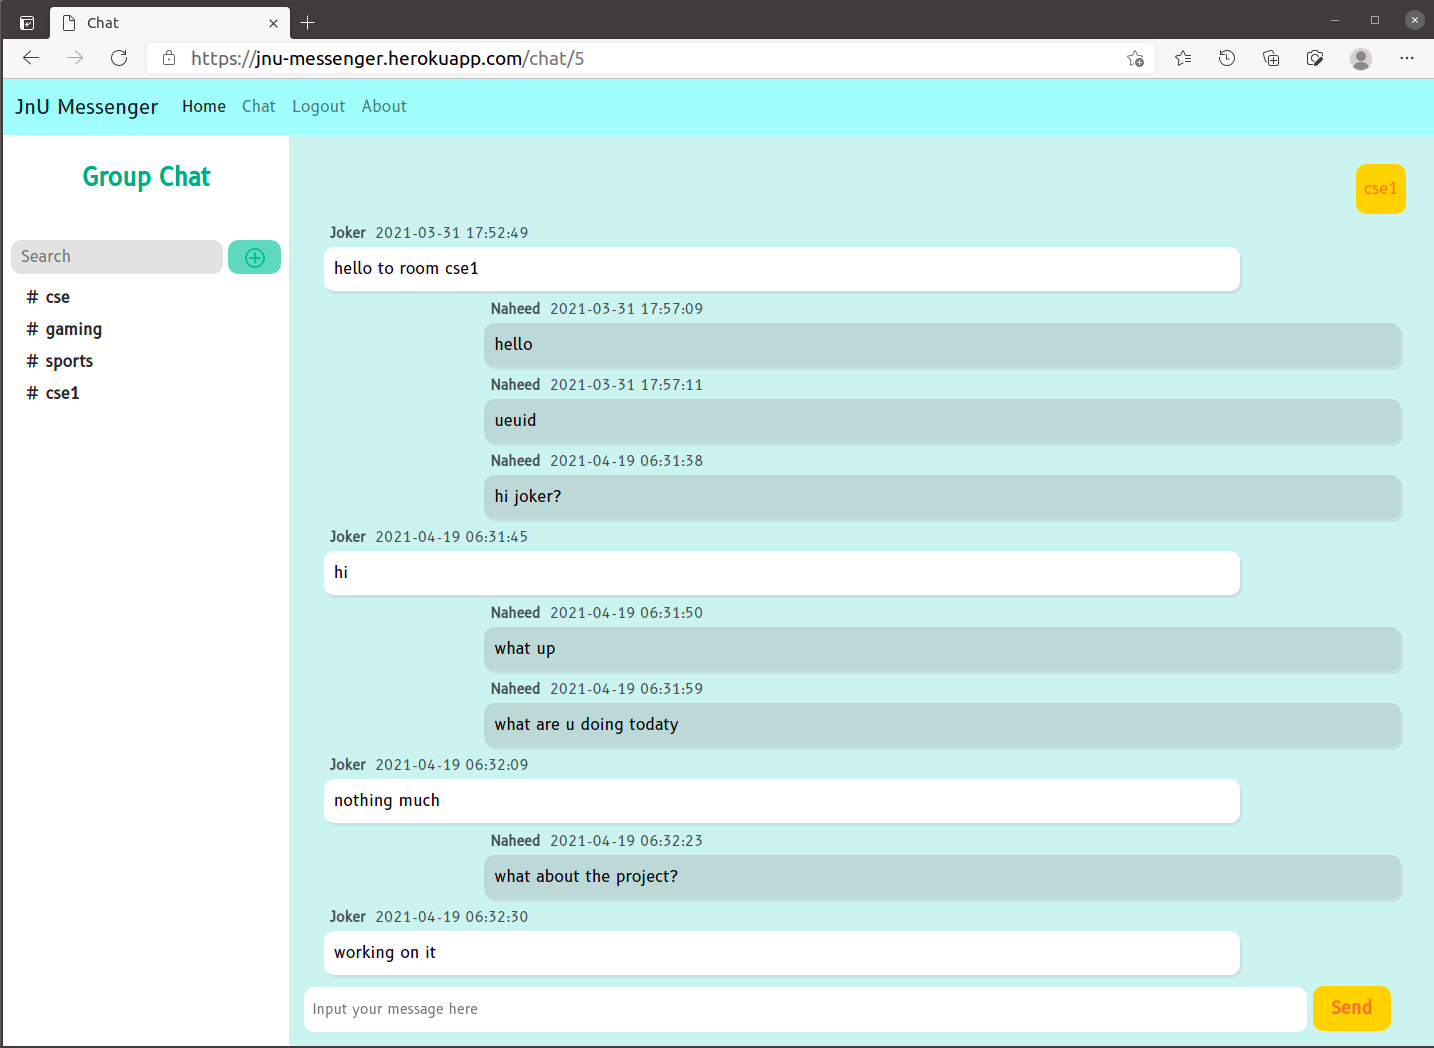 Chat
https://jnu-messenger.herokuapp.com/chat/5
JnU Messenger Home Chat Logout About
Group Chat
cse1
Search
# cse
# gaming
# sports
# cse1
Joker 2021-03-31 17:52:49
hello to room cse1
Naheed 2021-03-31 17:57:09
hello
Naheed 2021-03-31 17:57:11
ueuid
Naheed 2021-04-19 06:31:38
hi joker?
Joker 2021-04-19 06:31:45
hi
Naheed 2021-04-19 06:31:50
what up
Naheed 2021-04-19 06:31:59
what are u doing todaty
Joker 2021-04-19 06:32:09
nothing much
Naheed 2021-04-19 06:32:23
what about the project?
Joker 2021-04-19 06:32:30
working on it
Input your message here
Send